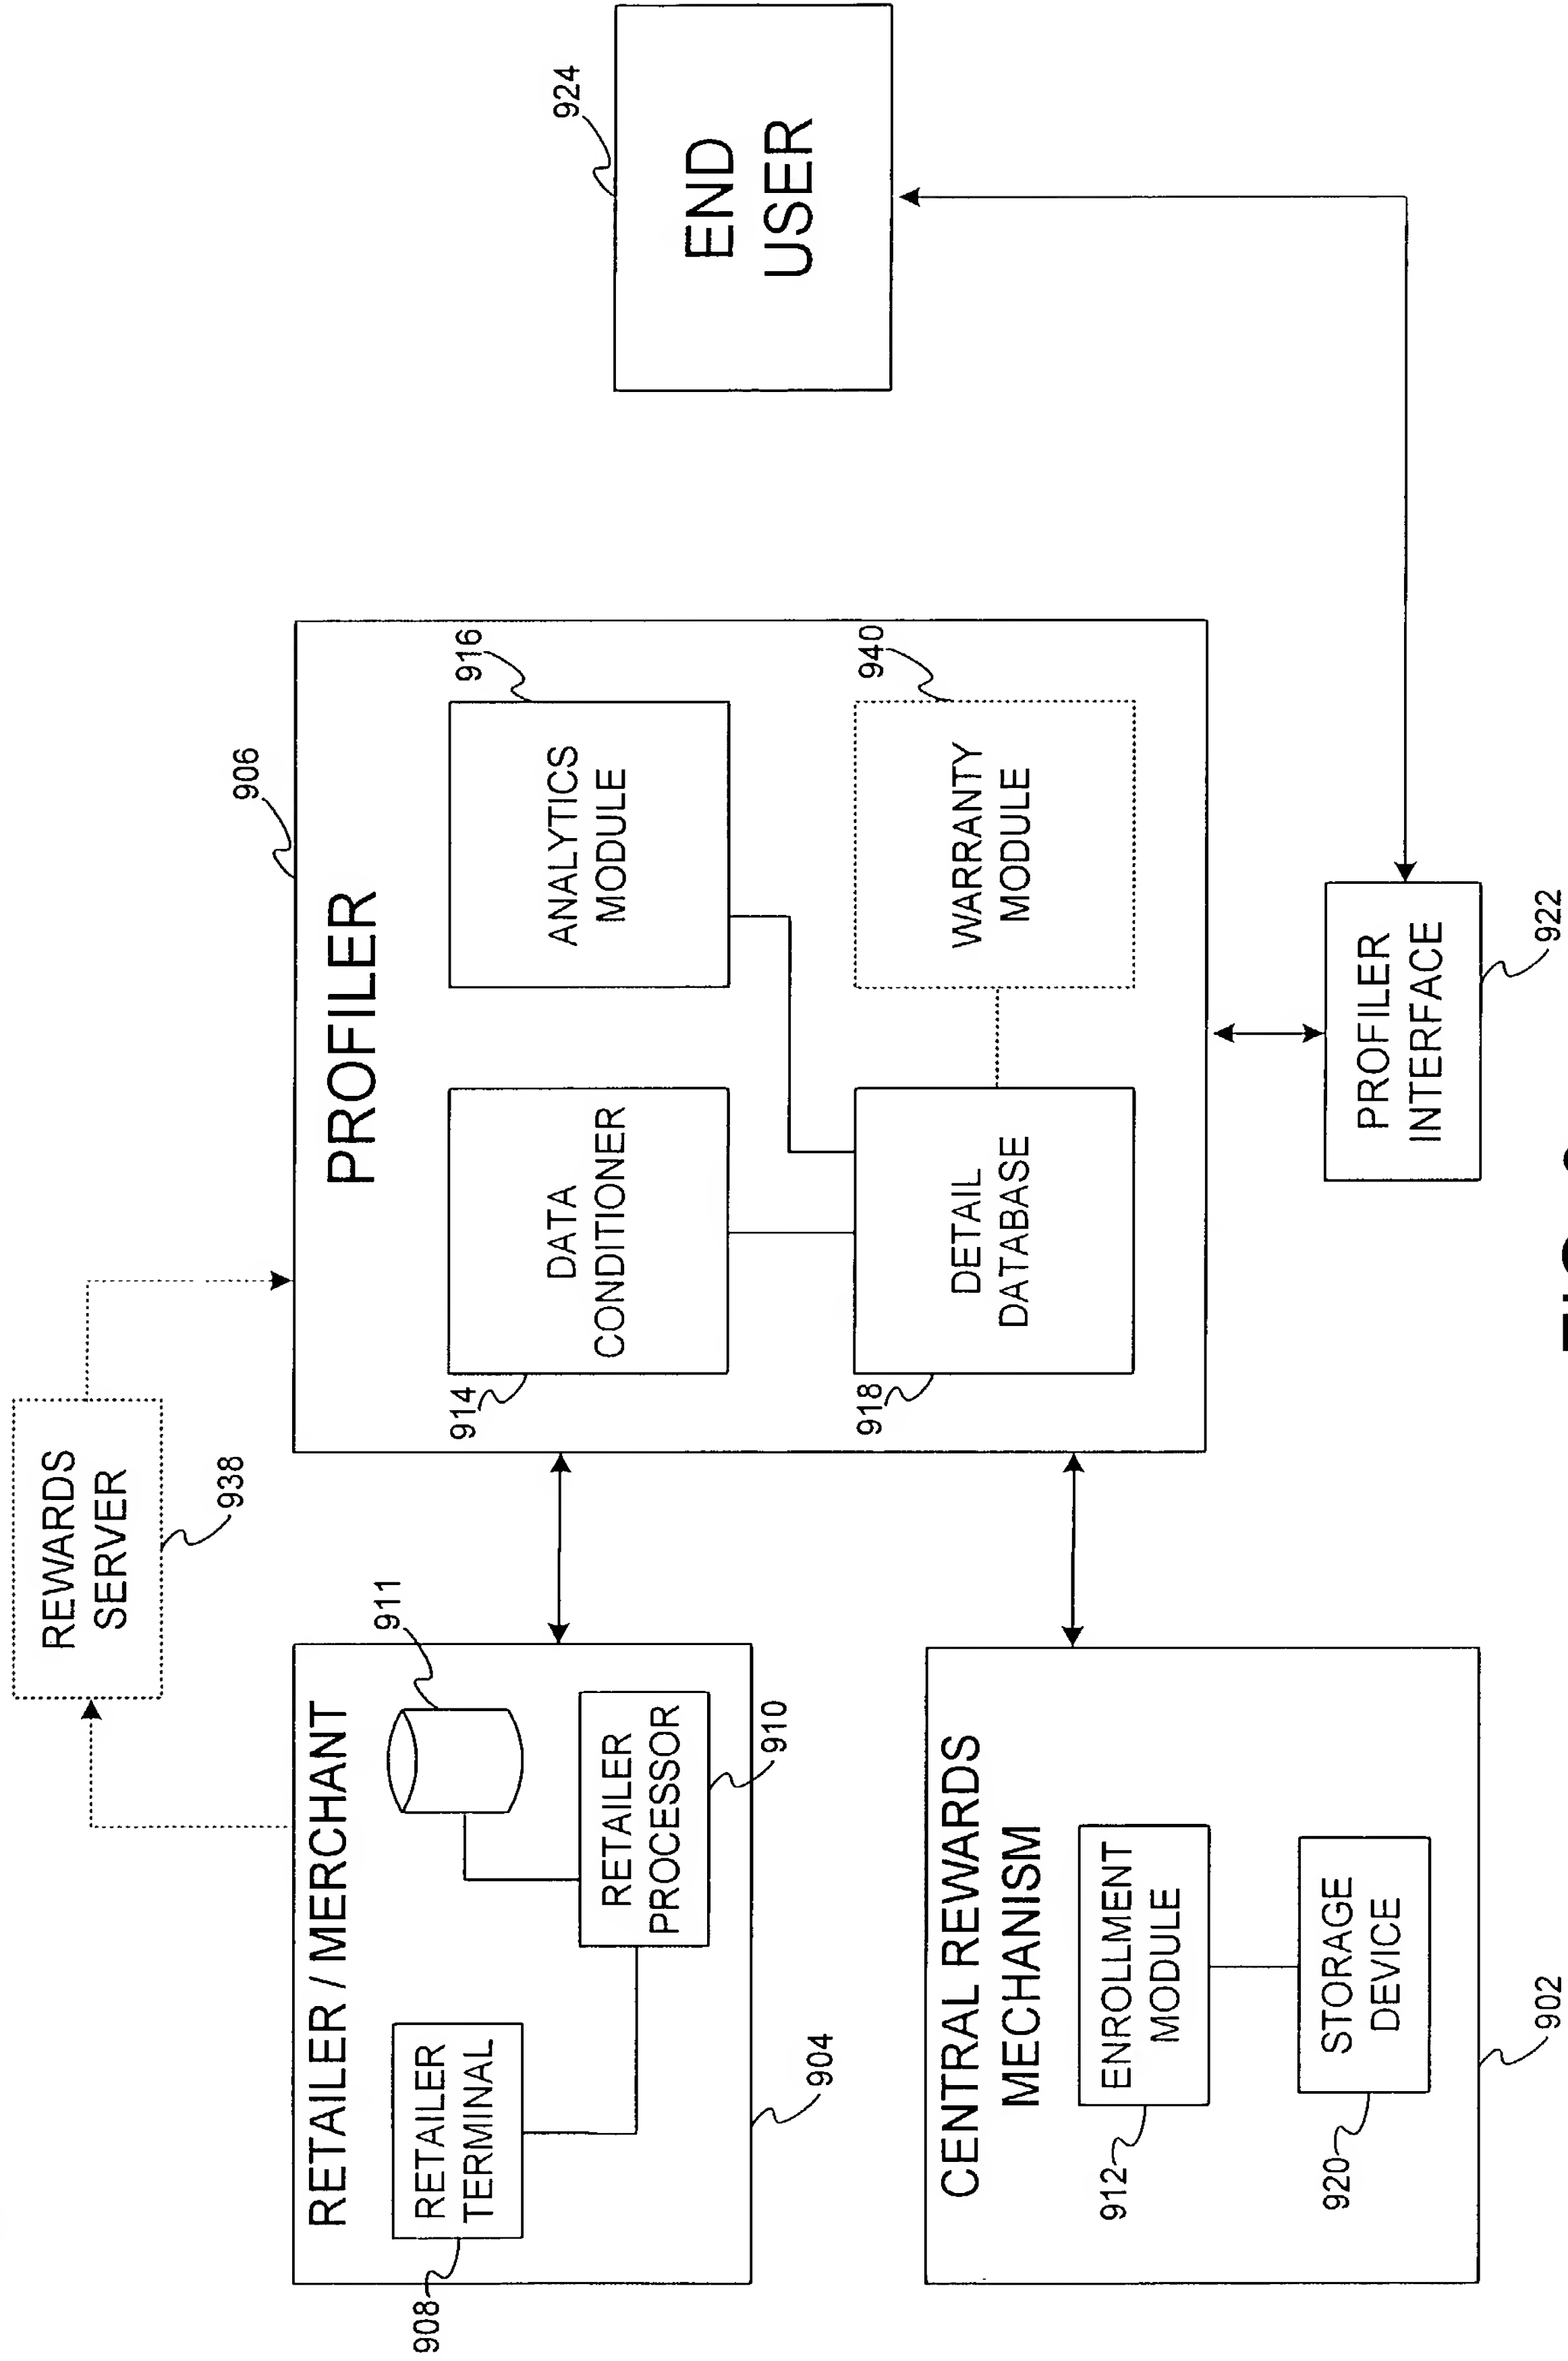 REWARDS
SERVER
938
RETAILER / MERCHANT
911
RETAILER
TERMINAL
908
RETAILER
PROCESSOR
910
904
906
PROFILER
DATA
CONDITIONER
914
ANALYTICS
MODULE
916
DETAIL
DATABASE
918
WARRANTY
MODULE
940
924
END
USER
CENTRAL REWARDS
MECHANISM
ENROLLMENT
MODULE
912
STORAGE
DEVICE
920
902
PROFILER
INTERFACE
922